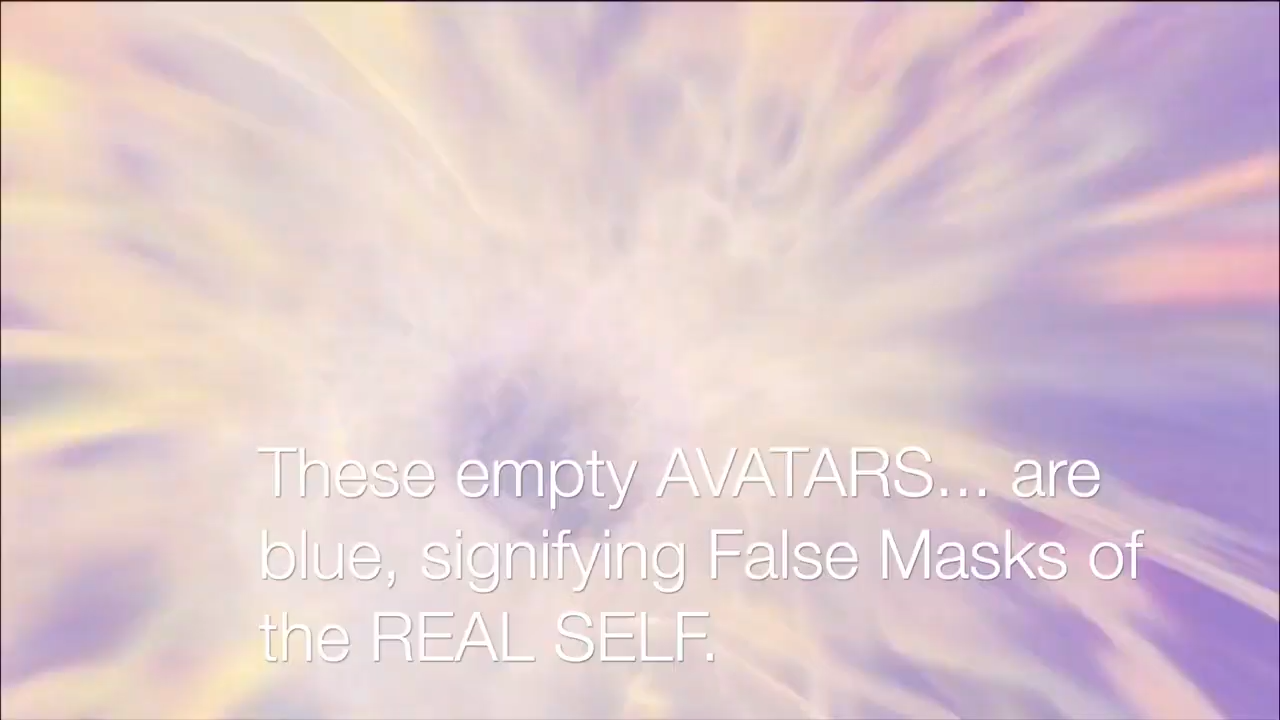 These empty AVATARS... are
blue, signifying False Masks of
the REAL SELF.